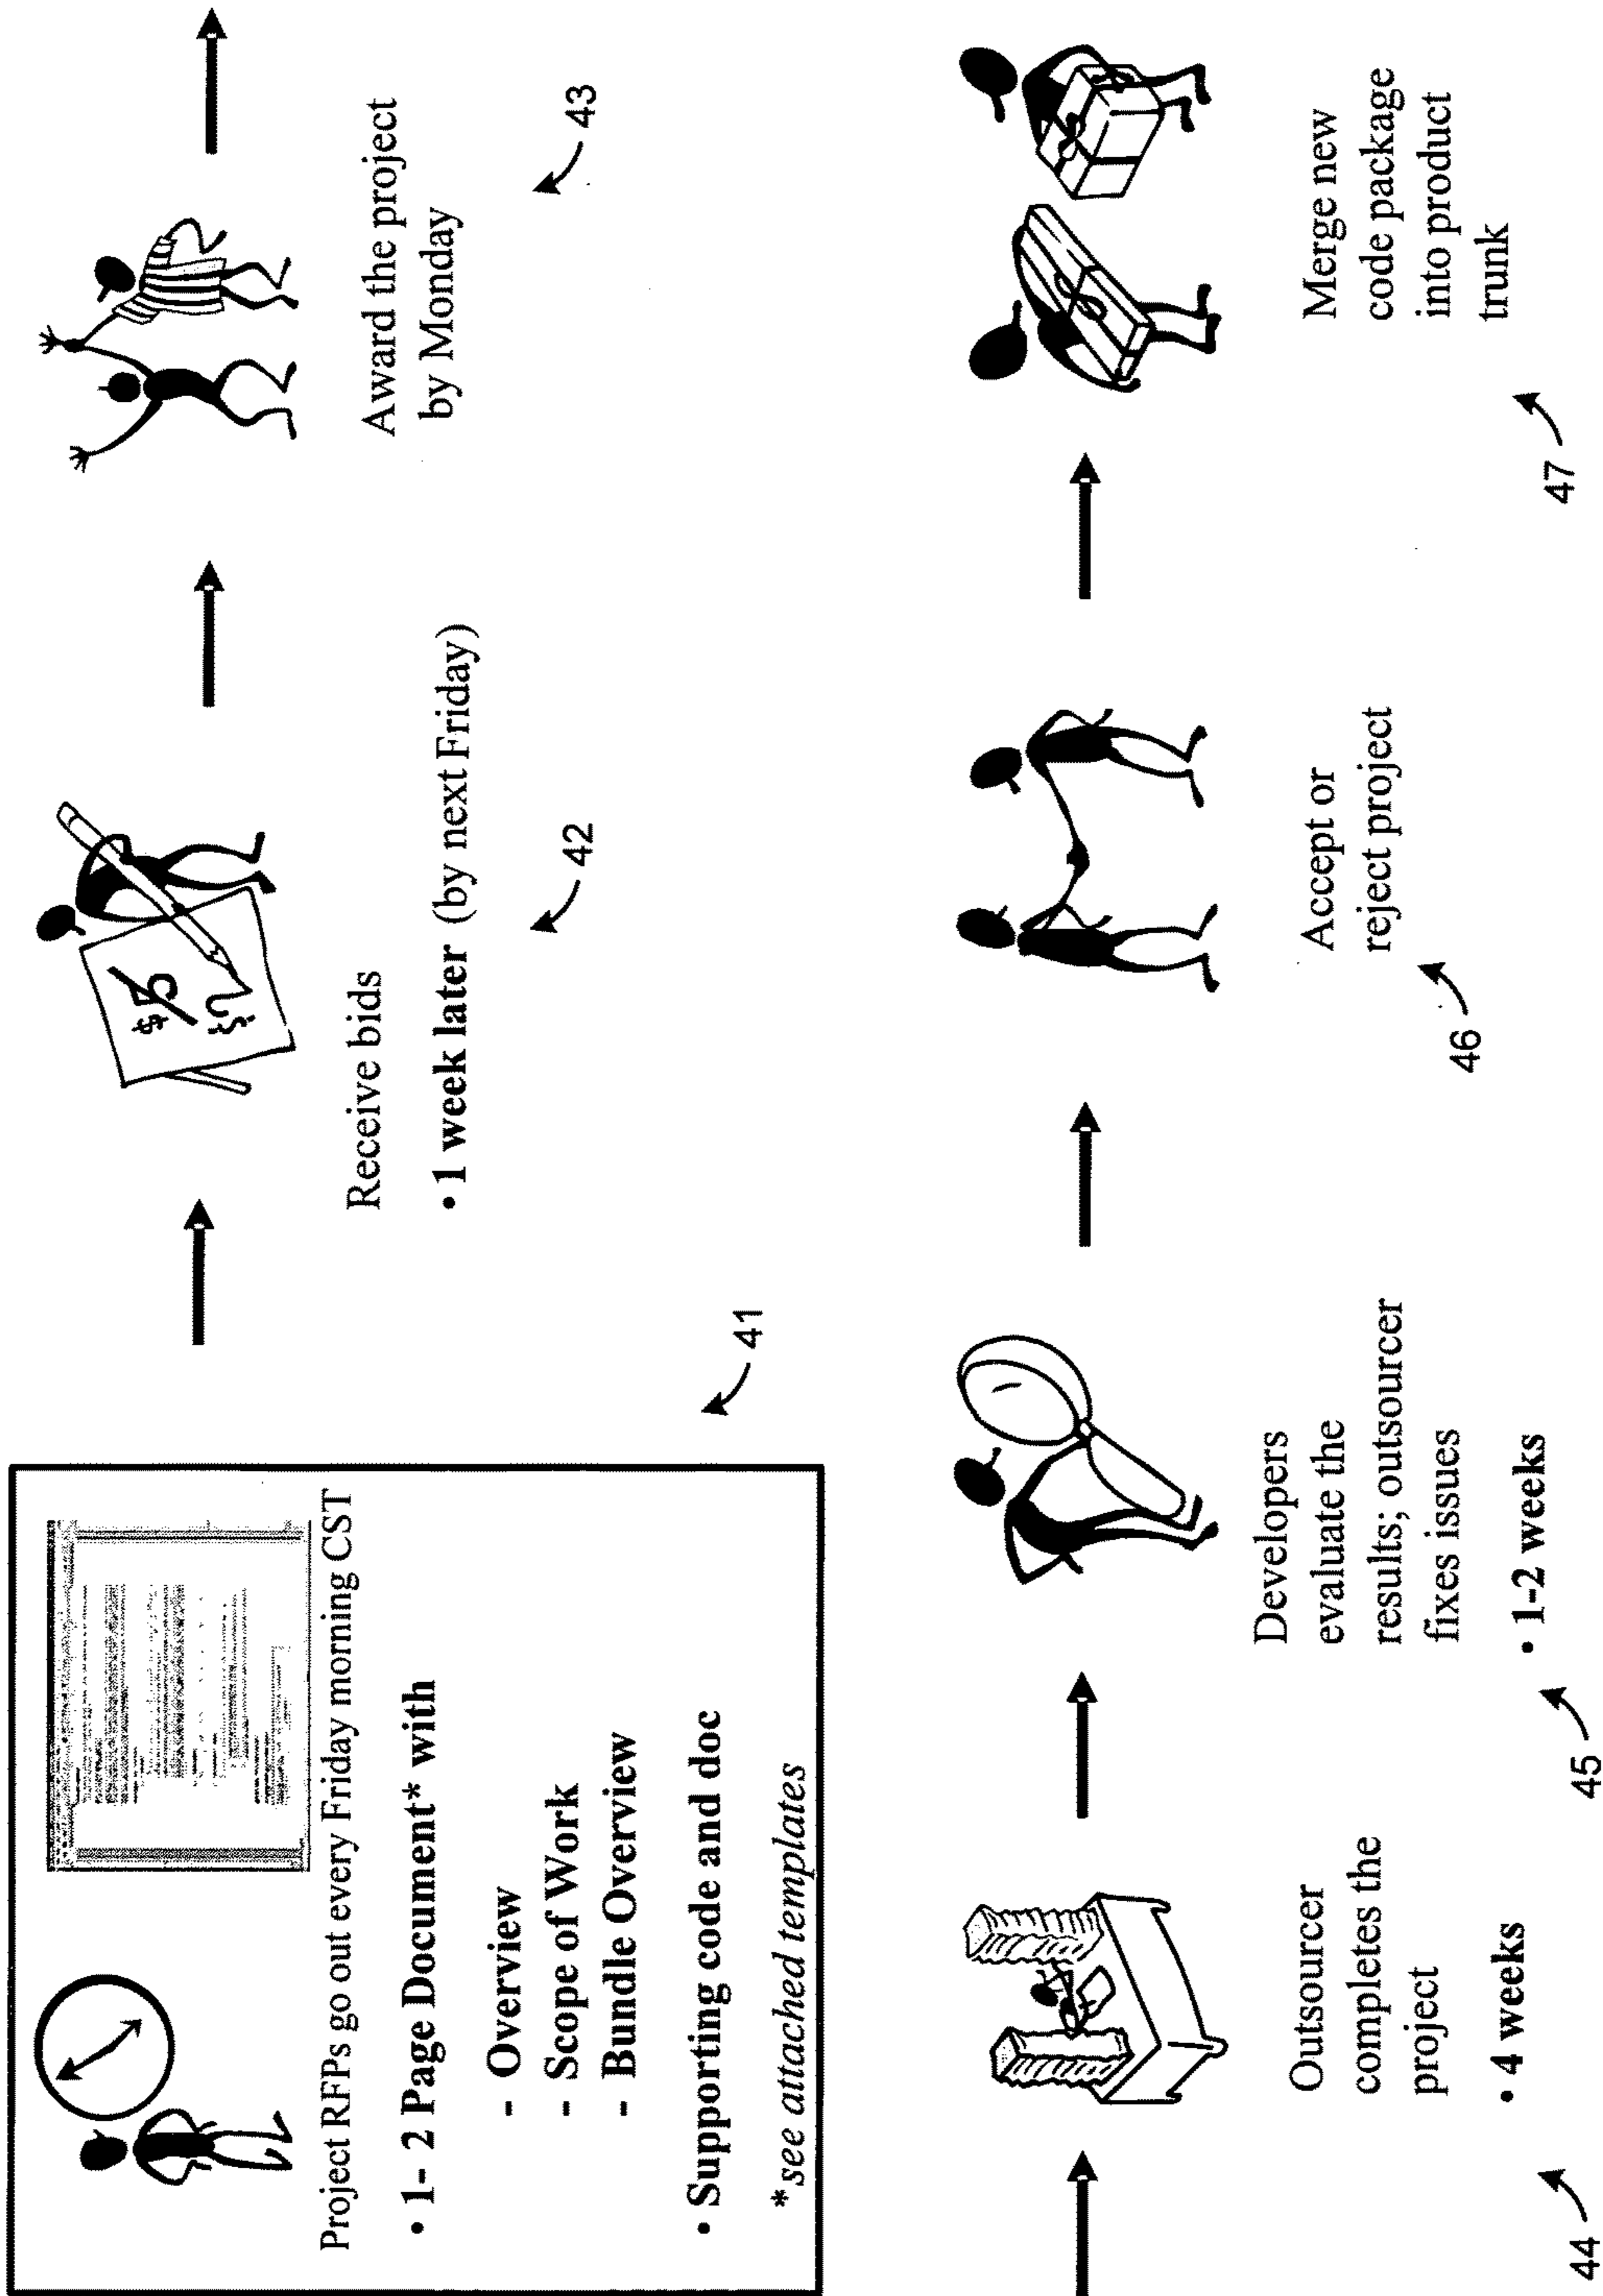 Project RFPs go out every Friday morning CST
• 1- 2 Page Document* with
- Overview
- Scope of Work
- Bundle Overview
• Supporting code and doc
*see attached templates
41
$5
Receive bids
• 1 week later (by next Friday)
42
Award the project
by Monday
43
Outsourcer
completes the
project
• 4 weeks
44
Developers
evaluate the
results; outsourcer
fixes issues
• 1-2 weeks
45
Accept or
reject project
46
Merge new
code package
into product
trunk
47